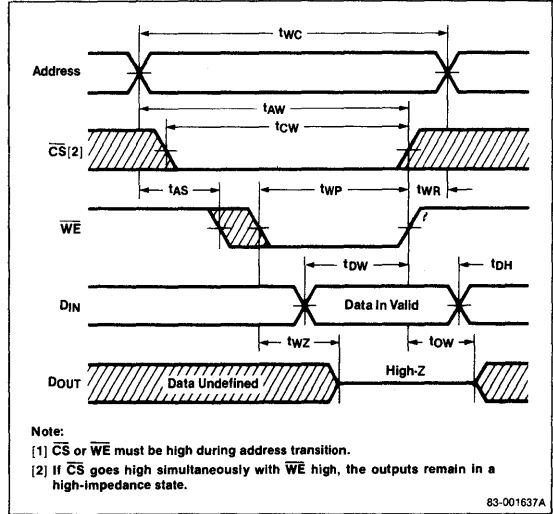 tWC
Address
tAW
tCW
CS[2]
tAS
tWP
tWR
WE
tDW
tDH
DIN
Data In Valid
tWZ
tOW
High-Z
DOUT
Data Undefined
Note:
[1] CS or WE must be high during address transition.
[2] If CS goes high simultaneously with WE high, the outputs remain in a
high-impedance state.
83-001637A